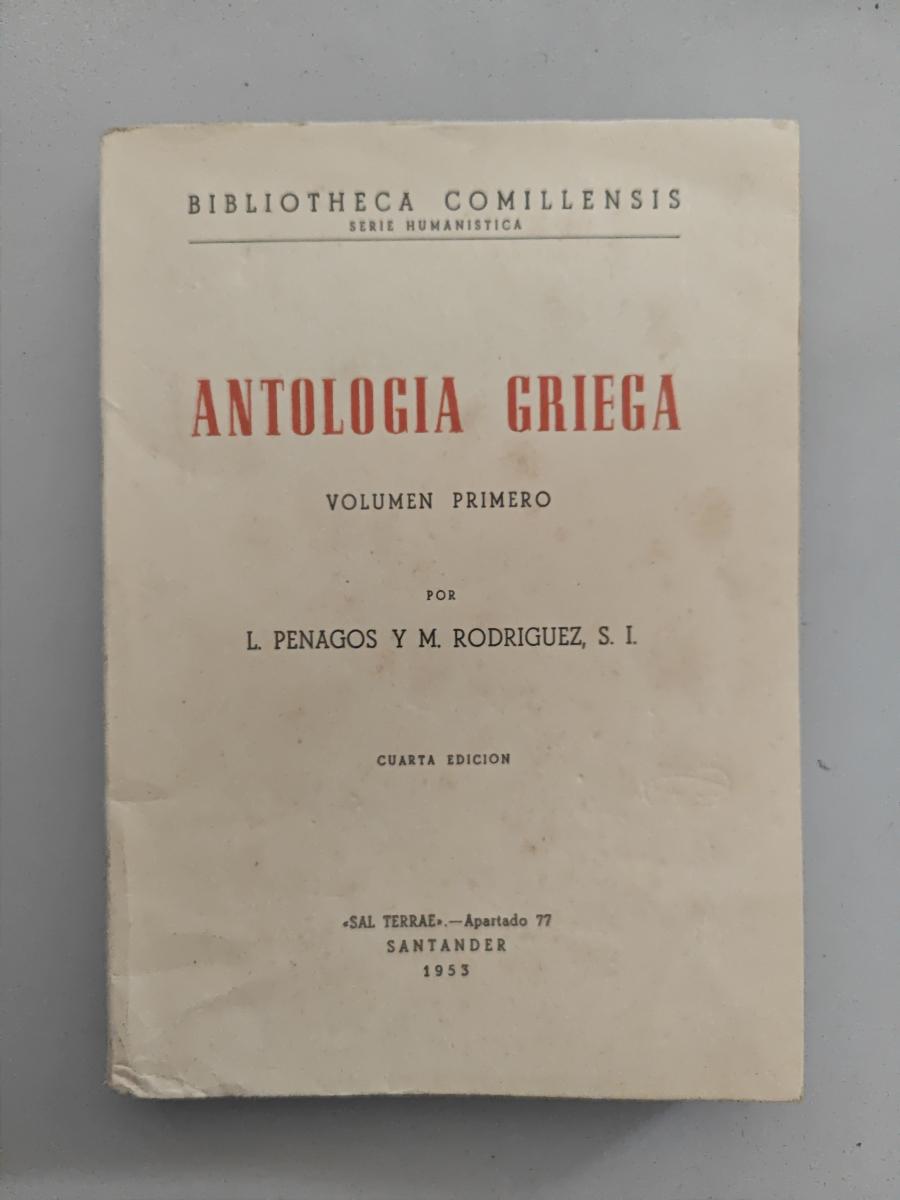 BIBLIOTHECA COMILLENSIS
SERIE HUMANISTICA
ANTOLOGIA GRIEGA
VOLUMEN PRIMERO
POR
L. PENAGOS Y M. RODRIGUEZ, S. I.
CUARTA EDICION
«SAL TERRAE».—Apartado 77
SANTANDER
1953